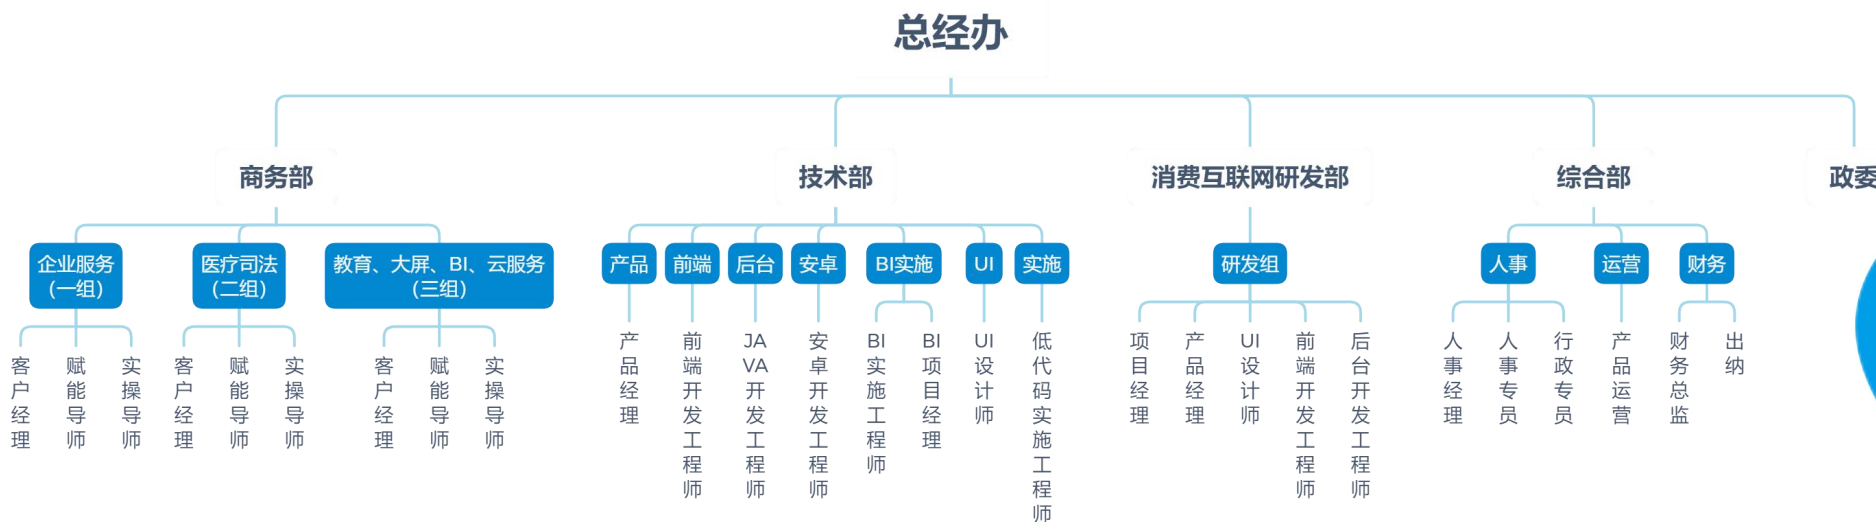 总经办
商务部
技术部
消费互联网研发部
综合部
政委
企业服务
(一组)
医疗司法
(二组)
教育、大屏、BI、云服务
(三组)
产品
前端
后台
安卓
BI实施
UI
实施
研发组
人事
运营
财务
客户经理
赋能导师
实操导师
客户经理
赋能导师
实操导师
客户经理
赋能导师
实操导师
产品经理
前端开发工程师
JAVA开发工程师
安卓开发工程师
BI实施工程师
BI项目经理
UI设计师
低代码实施工程师
项目经理
产品经理
UI设计师
前端开发工程师
后台开发工程师
人事经理
人事专员
行政专员
产品运营
财务总监
出纳